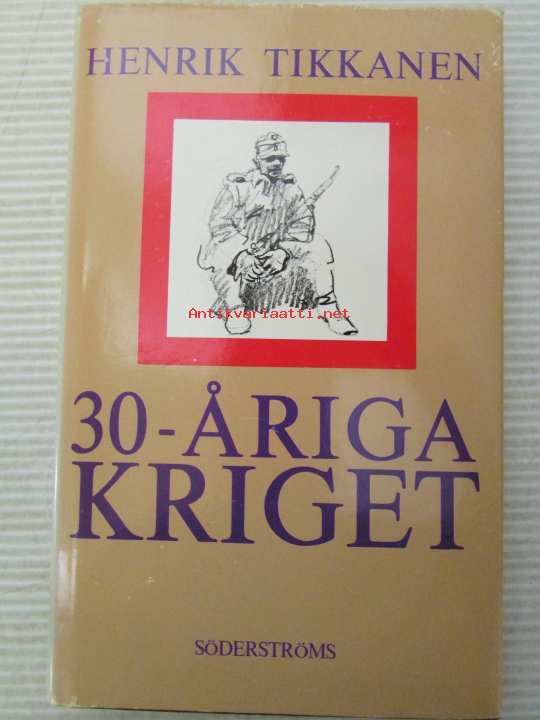 HENRIK TIKKANEN
Antikvariaatti.net
30-ÅRIGA
KRIGET
SÖDERSTRÖMS